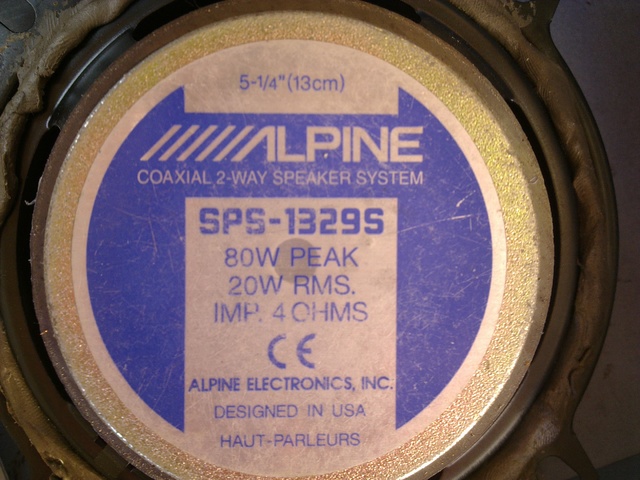 5-1/4"(13cm)
ALPINE
COAXIAL 2-WAY SPEAKER SYSTEM
SPS-1329S
80W PEAK
20W RMS.
IMP. 4 OHMS
CE
ALPINE ELECTRONICS, INC.
DESIGNED IN USA
HAUT-PARLEURS